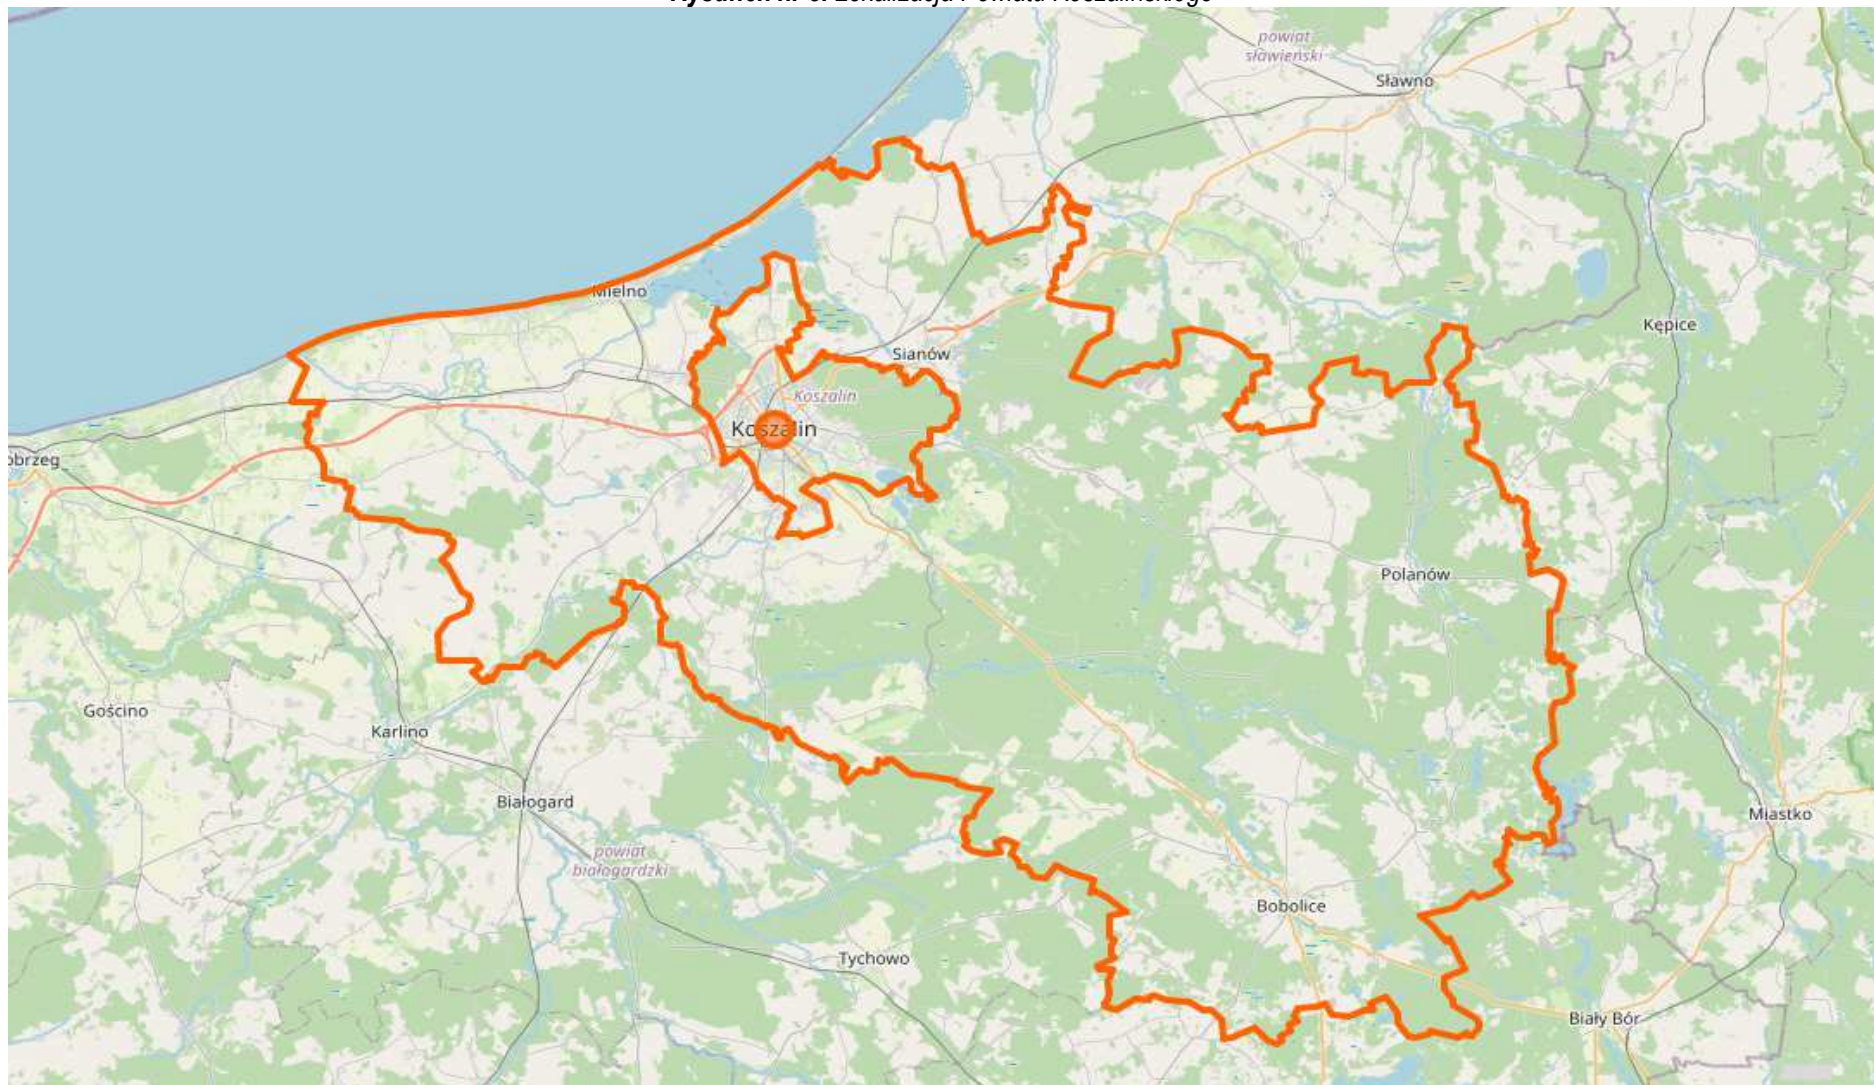 powiat
sławieński
Sławno
Mielno
Kępice
Sianów
Koszalin
Koszalin
obrzeg
Polanów
Gościno
Karlino
Białogard
Miastko
powiat
białogardzki
Bobolice
Tychowo
Biały Bór